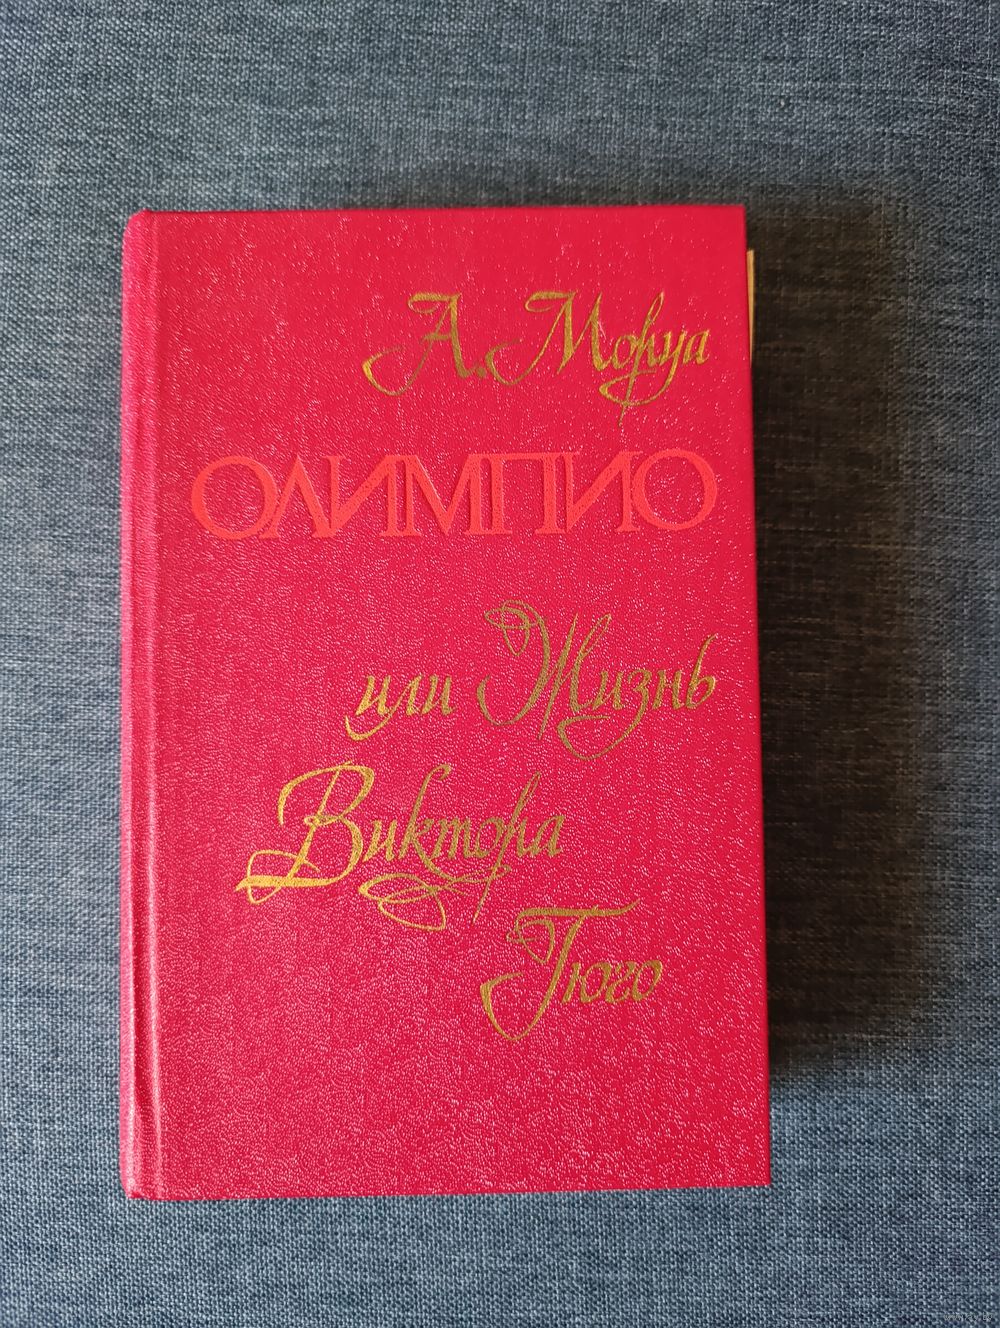 А. Моруа
ОЛИМПИО
или Жизнь
Виктора
Гюго